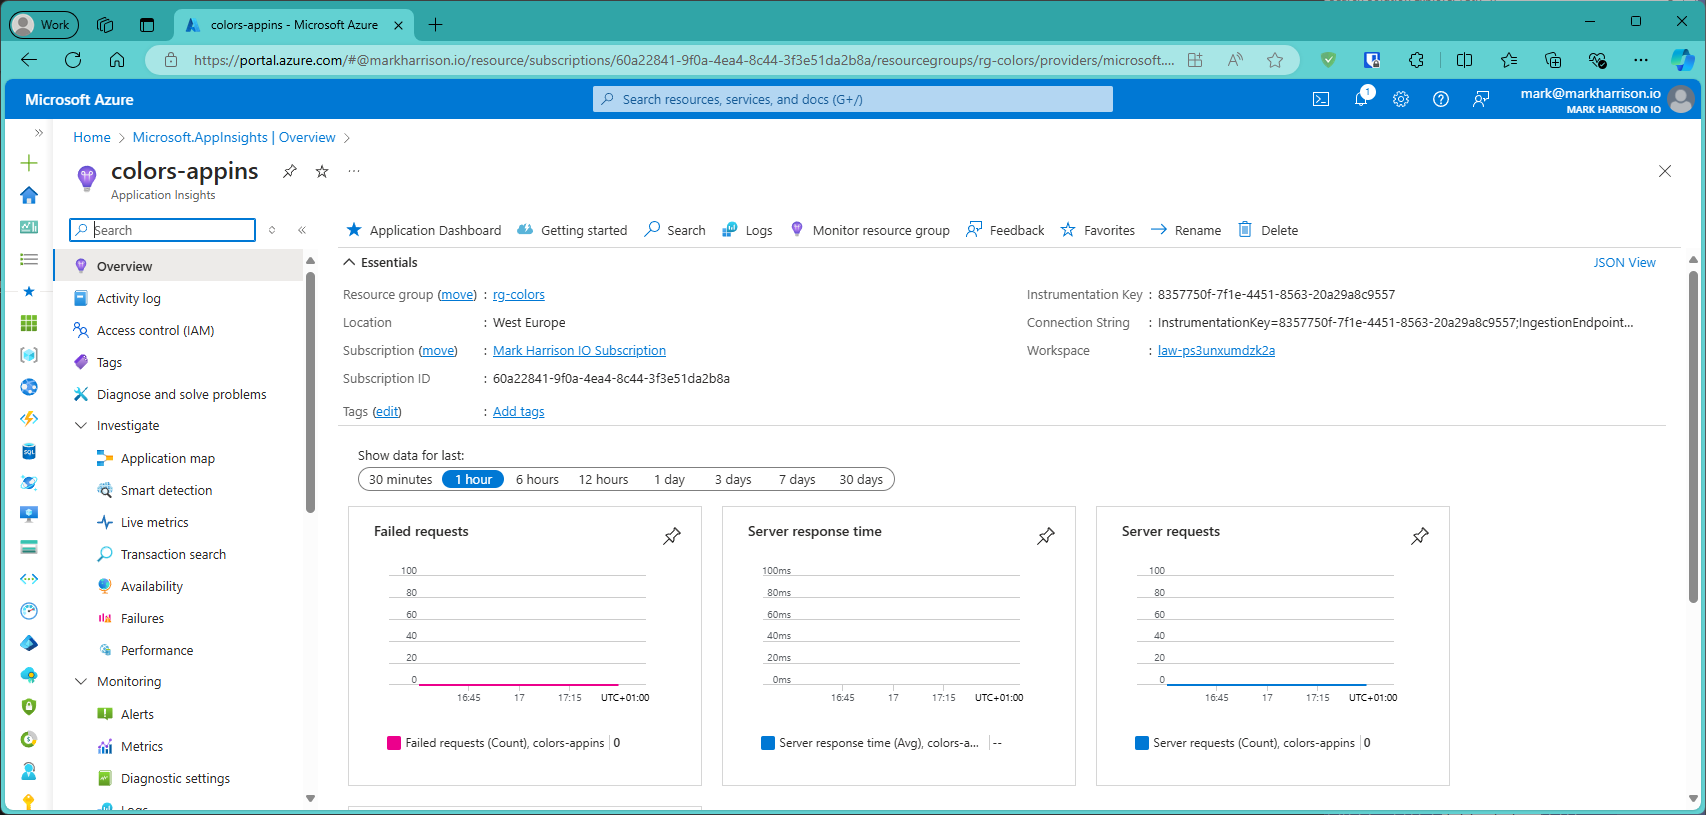 Work
colors-appins - Microsoft Azure
https://portal.azure.com/#@markharrison.io/resource/subscriptions/60a22841-9f0a-4ea4-8c44-3f3e51da2b8a/resourcegroups/rg-colors/providers/microsoft....
Microsoft Azure
Search resources, services, and docs (G+/)
1
mark@markharrison.io
MARK HARRISON IO
Home > Microsoft.AppInsights | Overview >
colors-appins
Application Insights
Search
Application Dashboard
Getting started
Search
Logs
Monitor resource group
Feedback
Favorites
Rename
Delete
Overview
Activity log
Access control (IAM)
Tags
Diagnose and solve problems
Investigate
Application map
Smart detection
Live metrics
Transaction search
Availability
Failures
Performance
Monitoring
Alerts
Metrics
Diagnostic settings
Logs
Essentials
JSON View
Resource group (move) : rg-colors
Location : West Europe
Subscription (move) : Mark Harrison IO Subscription
Subscription ID : 60a22841-9f0a-4ea4-8c44-3f3e51da2b8a
Tags (edit) : Add tags
Instrumentation Key : 8357750f-7f1e-4451-8563-20a29a8c9557
Connection String : InstrumentationKey=8357750f-7f1e-4451-8563-20a29a8c9557;IngestionEndpoint...
Workspace : law-ps3unxumdzk2a
Show data for last:
30 minutes 1 hour 6 hours 12 hours 1 day 3 days 7 days 30 days
Failed requests
100
80
60
40
20
0
16:45 17 17:15 UTC+01:00
Failed requests (Count), colors-appins 0
Server response time
100ms
80ms
60ms
40ms
20ms
0ms
16:45 17 17:15 UTC+01:00
Server response time (Avg), colors-a... --
Server requests
100
80
60
40
20
0
16:45 17 17:15 UTC+01:00
Server requests (Count), colors-appins 0